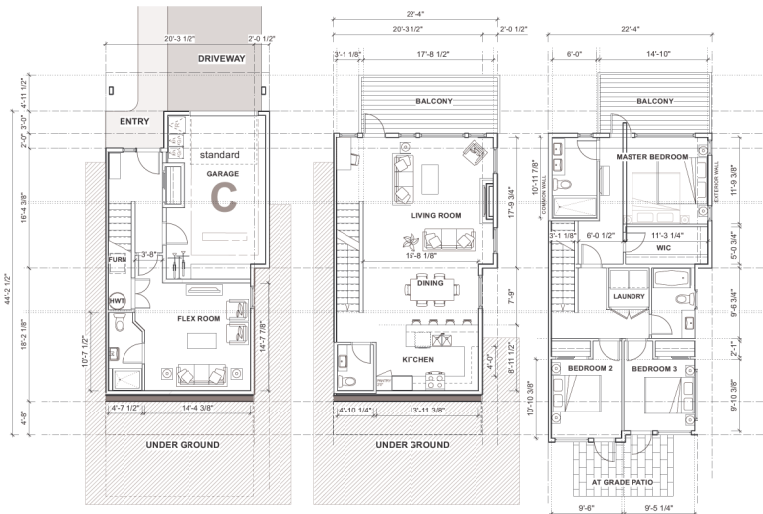 22'-4"
20'-3 1/2" 2'-0 1/2"
20'-3 1/2" 2'-0 1/2"
22'-4"
3'-1 1/8" 17'-8 1/2"
6'-0" 14'-10"
DRIVEWAY
4'-11 1/2"
BALCONY
BALCONY
ENTRY
3'-0"
2'-0"
standard
GARAGE
C
MASTER BEDROOM
10'-11 7/8"
COMMON WALL
EXTERIOR WALL
11'-9 3/8"
17'-9 3/4"
16'-4 3/8"
LIVING ROOM
3'-1 1/8" 6'-0 1/2" 11'-3 1/4"
WIC
5'-0 3/4"
3'-8"
FURN
DINING
HWT
FLEX ROOM
LAUNDRY
44'-2 1/2"
18'-2 1/8"
10'-7 1/2"
14'-7 7/8"
7'-9"
9'-6 3/4"
KITCHEN
4'-0"
8'-11 1/2"
2'-1"
BEDROOM 2
BEDROOM 3
10'-10 3/8"
9'-10 3/8"
4'-7 1/2" 14'-4 3/8"
4'-10 1/4"
4'-8"
UNDER GROUND
UNDER GROUND
AT GRADE PATIO
9'-6" 9'-5 1/4"